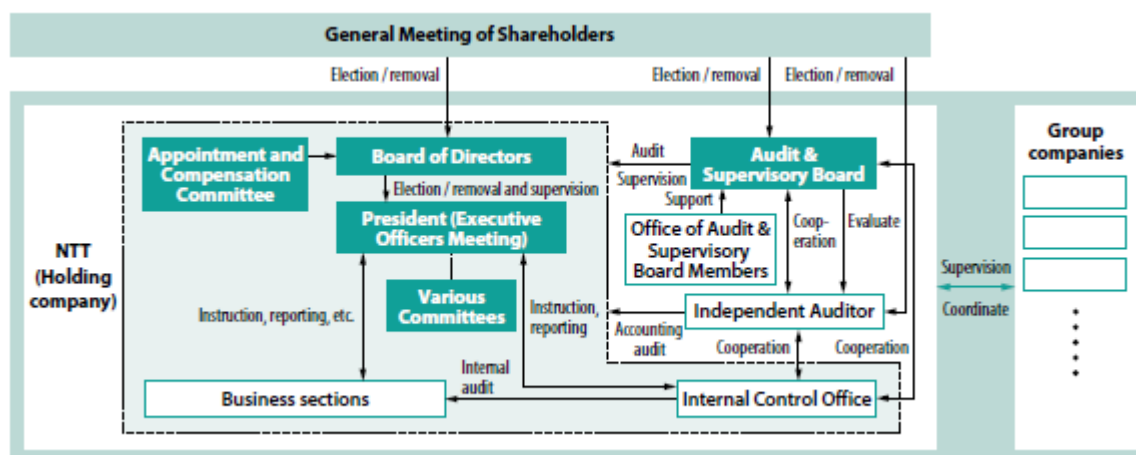 General Meeting of Shareholders
Election / removal
Election / removal
Election / removal
NTT
(Holding
company)
Appointment and
Compensation
Committee
Board of Directors
Election / removal and supervision
President (Executive
Officers Meeting)
Various
Committees
Instruction, reporting, etc.
Instruction,
reporting
Business sections
Internal
audit
Audit
Supervision
Audit &
Supervisory Board
Support
Office of Audit &
Supervisory
Board Members
Coop-
eration
Evaluate
Independent Auditor
Accounting
audit
Cooperation
Cooperation
Internal Control Office
Supervision
Coordinate
Group
companies